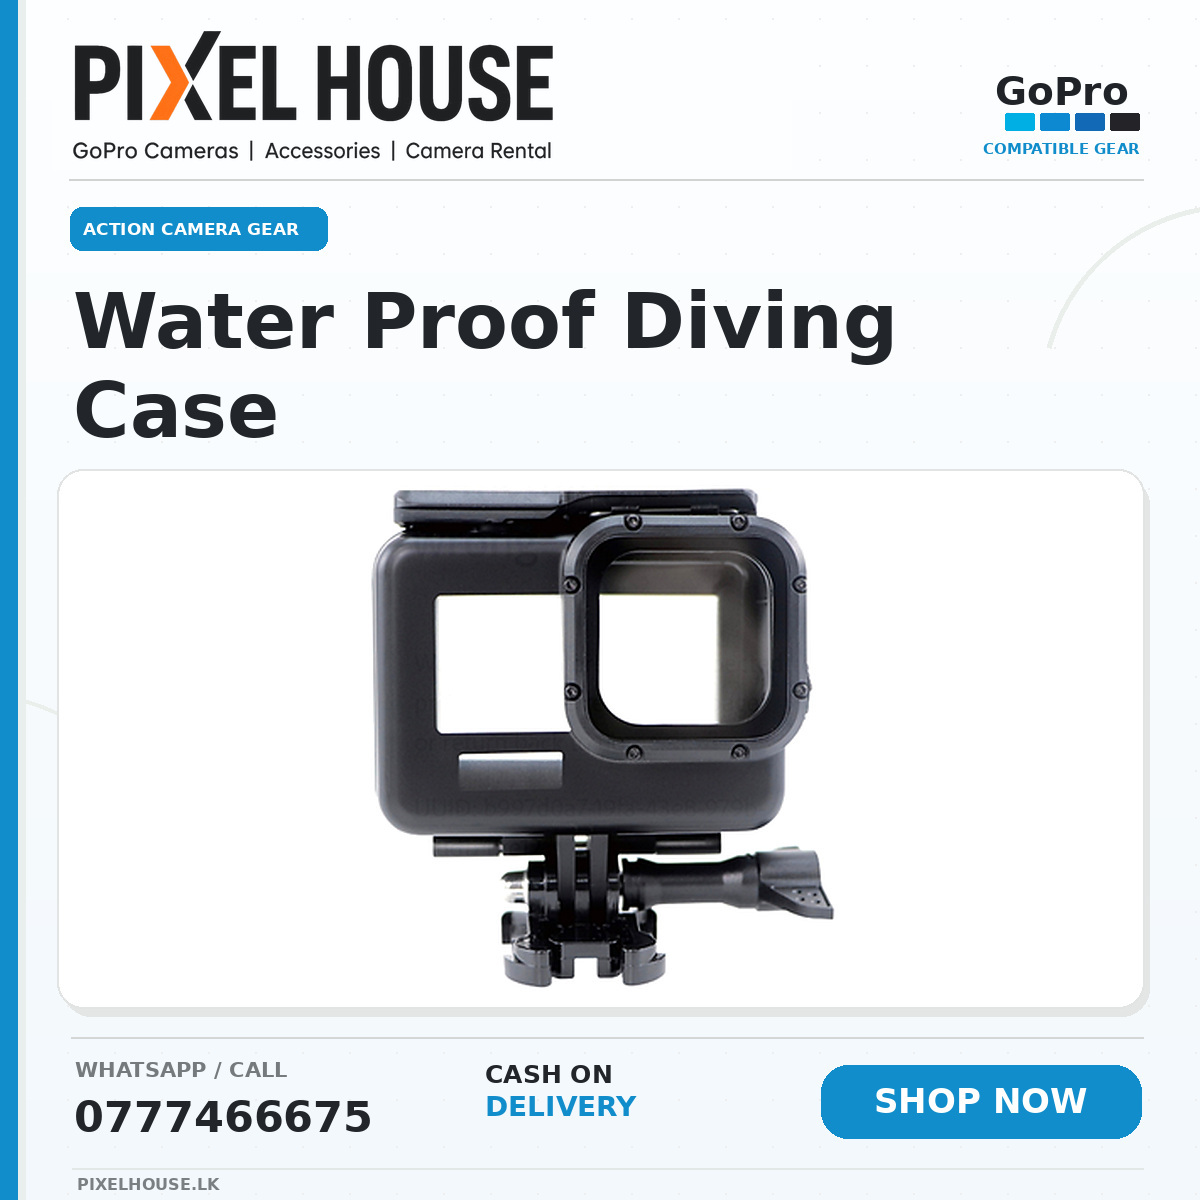 PIXEL HOUSE
GoPro Cameras | Accessories | Camera Rental
GoPro
COMPATIBLE GEAR
ACTION CAMERA GEAR
Water Proof Diving
Case
WHATSAPP / CALL
0777466675
CASH ON
DELIVERY
SHOP NOW
PIXELHOUSE.LK